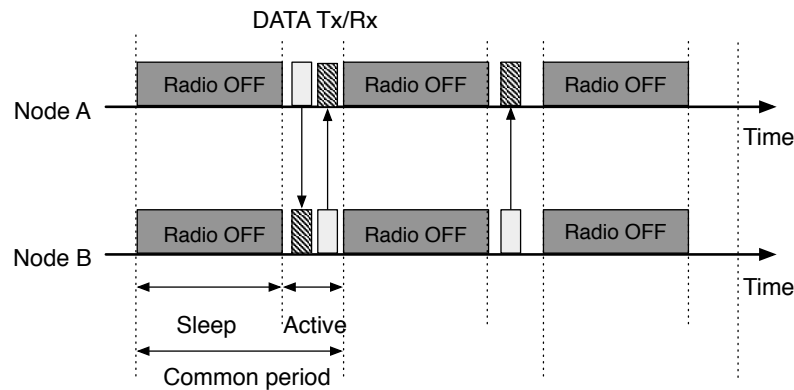 DATA Tx/Rx
Radio OFF Radio OFF Radio OFF
Node A
Time
Radio OFF Radio OFF Radio OFF
Node B
Time
Sleep Active
Common period